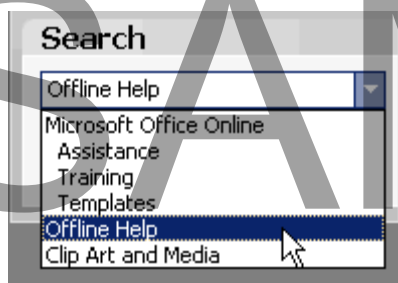 Search
Offline Help
Microsoft Office Online
Assistance
Training
Templates
Offline Help
Clip Art and Media